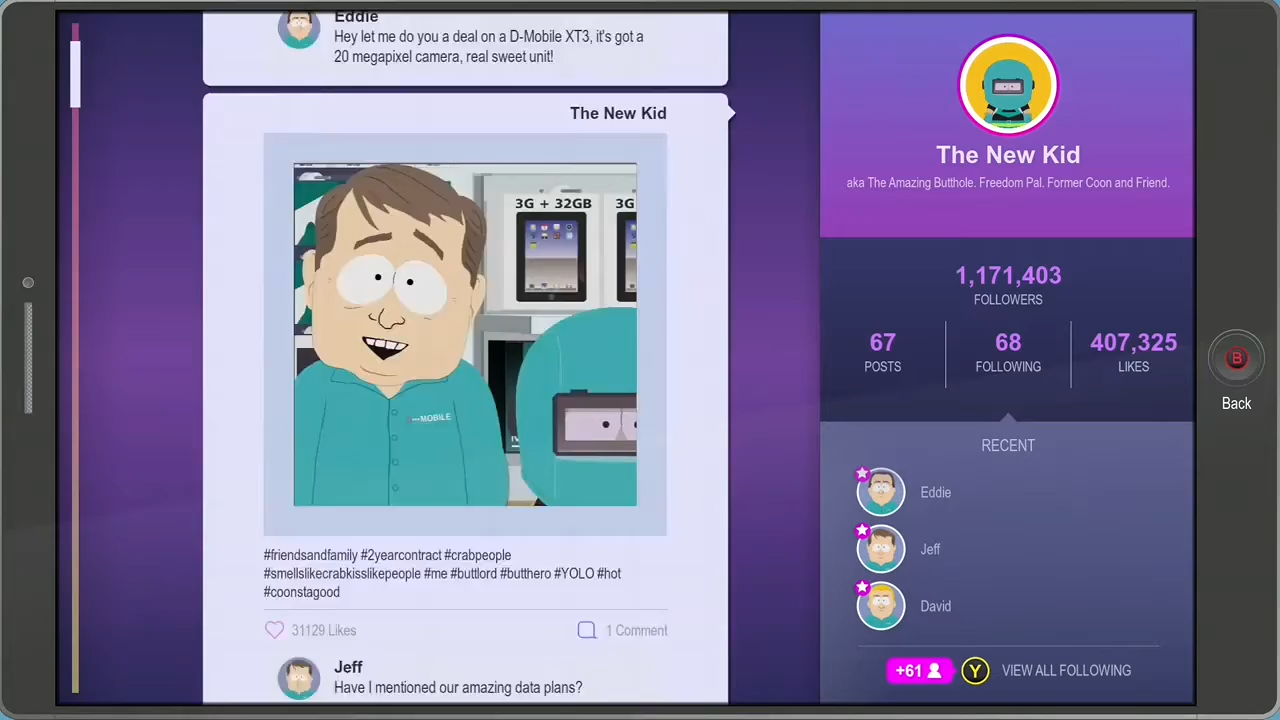 Eddie
Hey let me do you a deal on a D-Mobile XT3, it's got a
20 megapixel camera, real sweet unit!
The New Kid
3G + 32GB
3G
MOBILE
#friendsandfamily #2yearcontract #crabpeople
#smellslikecrabkisslikepeople #me #buttlord #butthero #YOLO #hot
#coonstagood
31129 Likes
1 Comment
Jeff
Have I mentioned our amazing data plans?
The New Kid
aka The Amazing Butthole. Freedom Pal. Former Coon and Friend.
1,171,403
FOLLOWERS
67
POSTS
68
FOLLOWING
407,325
LIKES
RECENT
Eddie
Jeff
David
+61
Y
VIEW ALL FOLLOWING
B
Back